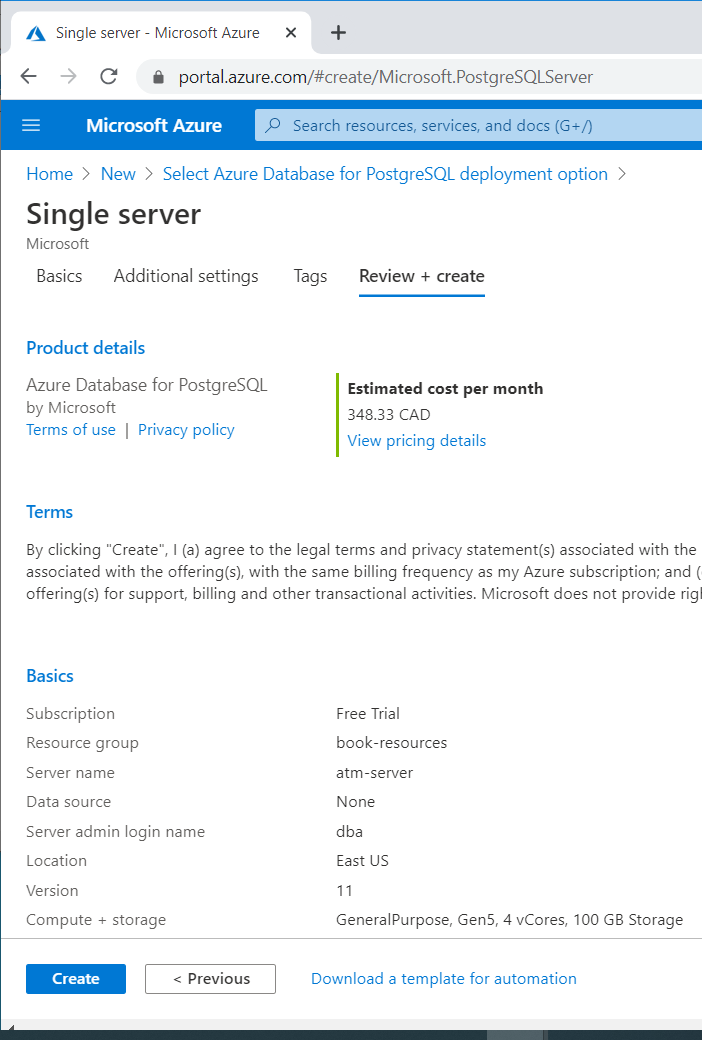 Single server - Microsoft Azure
portal.azure.com/#create/Microsoft.PostgreSQLServer
Microsoft Azure
Search resources, services, and docs (G+/)
Home > New > Select Azure Database for PostgreSQL deployment option >
Single server
Microsoft
Basics Additional settings Tags Review + create
Product details
Azure Database for PostgreSQL
by Microsoft
Terms of use | Privacy policy
Estimated cost per month
348.33 CAD
View pricing details
Terms
By clicking "Create", I (a) agree to the legal terms and privacy statement(s) associated with the
associated with the offering(s), with the same billing frequency as my Azure subscription; and (
offering(s) for support, billing and other transactional activities. Microsoft does not provide righ
Basics
Subscription Free Trial
Resource group book-resources
Server name atm-server
Data source None
Server admin login name dba
Location East US
Version 11
Compute + storage GeneralPurpose, Gen5, 4 vCores, 100 GB Storage
Create < Previous Download a template for automation